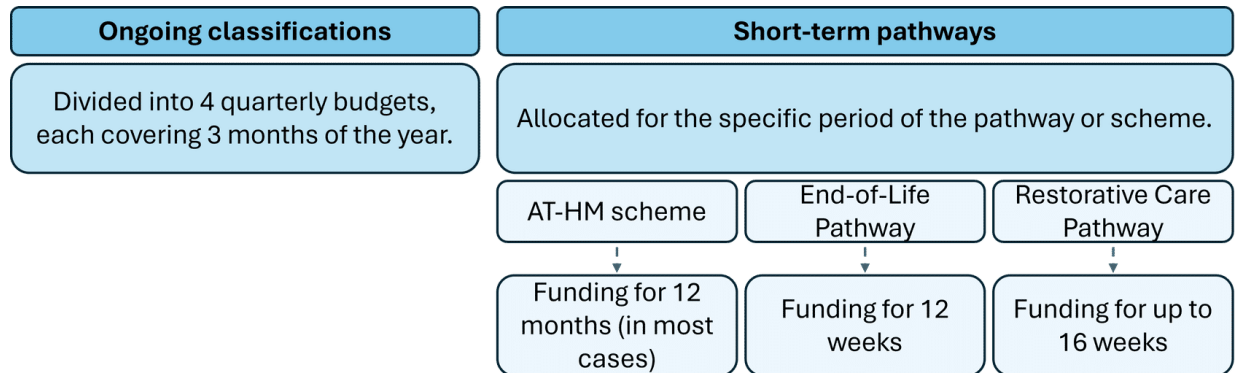 Ongoing classifications
Divided into 4 quarterly budgets,
each covering 3 months of the year.
Short-term pathways
Allocated for the specific period of the pathway or scheme.
AT-HM scheme
Funding for 12
months (in most
cases)
End-of-Life
Pathway
Funding for 12
weeks
Restorative Care
Pathway
Funding for up to
16 weeks